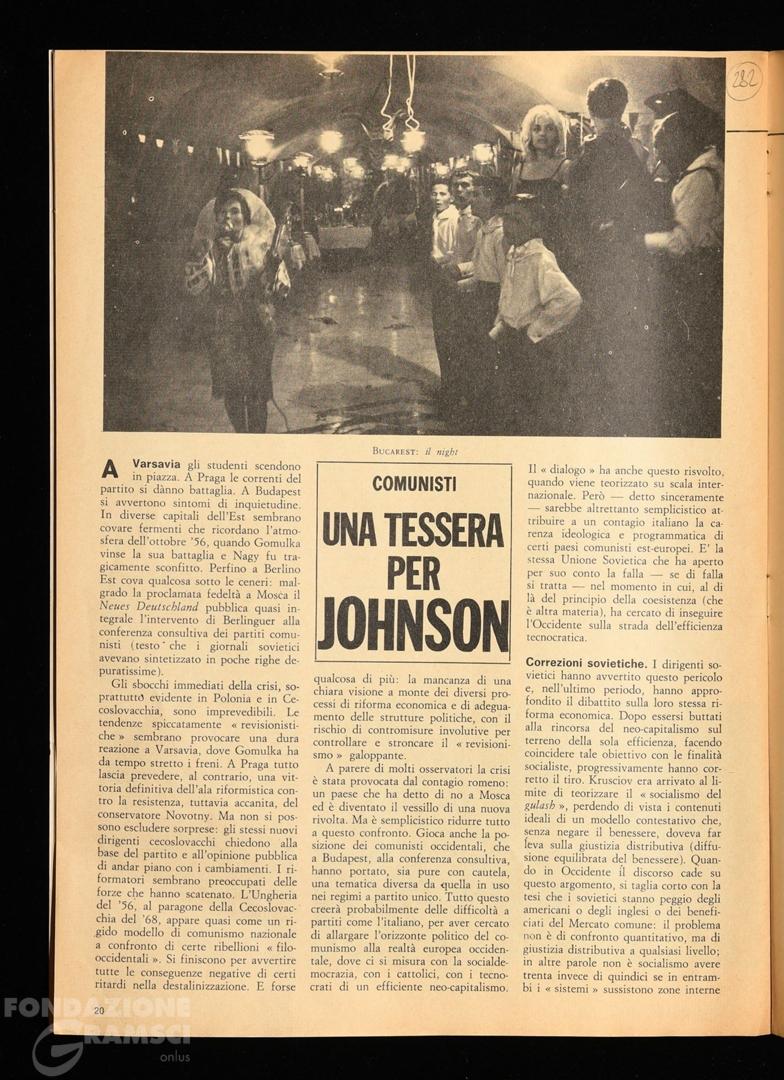 282
BUCAREST: il night
A Varsavia gli studenti scendono
in piazza. A Praga le correnti del
partito si dànno battaglia. A Budapest
si avvertono sintomi di inquietudine.
In diverse capitali dell'Est sembrano
covare fermenti che ricordano l'atmo-
sfera dell'ottobre '56, quando Gomulka
vinse la sua battaglia e Nagy fu tra-
gicamente sconfitto. Perfino a Berlino
Est cova qualcosa sotto le ceneri: mal-
grado la proclamata fedeltà a Mosca il
Neues Deutschland pubblica quasi in-
tegrale l'intervento di Berlinguer alla
conferenza consultiva dei partiti comu-
nisti (testo che i giornali sovietici
avevano sintetizzato in poche righe de-
puratissime).
Gli sbocchi immediati della crisi, so-
prattutto evidente in Polonia e in Ce-
coslovacchia, sono imprevedibili. Le
tendenze spiccatamente « revisionisti-
che » sembrano provocare una dura
reazione a Varsavia, dove Gomulka ha
da tempo stretto i freni. A Praga tutto
lascia prevedere, al contrario, una vit-
toria definitiva dell'ala riformistica con-
tro la resistenza, tuttavia accanita, del
conservatore Novotny. Ma non si pos-
sono escludere sorprese: gli stessi nuovi
dirigenti cecoslovacchi chiedono alla
base del partito e all'opinione pubblica
di andar piano con i cambiamenti. I ri-
formatori sembrano preoccupati delle
forze che hanno scatenato. L'Ungheria
del '56, al paragone della Cecoslovac-
chia del '68, appare quasi come un ri-
gido modello di comunismo nazionale
a confronto di certe ribellioni « filo-
occidentali ». Si finiscono per avvertire
tutte le conseguenze negative di certi
ritardi nella destalinizzazione. E forse
COMUNISTI
UNA TESSERA
PER
JOHNSON
qualcosa di più: la mancanza di una
chiara visione a monte dei diversi pro-
cessi di riforma economica e di adegua-
mento delle strutture politiche, con il
rischio di contromisure involutive per
controllare e stroncare il « revisioni-
smo » galoppante.
A parere di molti osservatori la crisi
è stata provocata dal contagio romeno:
un paese che ha detto di no a Mosca
ed è diventato il vessillo di una nuova
rivolta. Ma è semplicistico ridurre tutto
a questo confronto. Gioca anche la po-
sizione dei comunisti occidentali, che
a Budapest, alla conferenza consultiva,
hanno portato, sia pure con cautela,
una tematica diversa da quella in uso
nei regimi a partito unico. Tutto questo
creerà probabilmente delle difficoltà a
partiti come l'italiano, per aver cercato
di allargare l'orizzonte politico del co-
munismo alla realtà europea occiden-
tale, dove ci si misura con la socialde-
mocrazia, con i cattolici, con i tecno-
crati di un efficiente neo-capitalismo.
Il « dialogo » ha anche questo risvolto,
quando viene teorizzato su scala inter-
nazionale. Però — detto sinceramente
— sarebbe altrettanto semplicistico at-
tribuire a un contagio italiano la ca-
renza ideologica e programmatica di
certi paesi comunisti est-europei. E' la
stessa Unione Sovietica che ha aperto
per suo conto la falla — se di falla
si tratta — nel momento in cui, al di
là del principio della coesistenza (che
è altra materia), ha cercato di inseguire
l'Occidente sulla strada dell'efficienza
tecnocratica.
Correzioni sovietiche. I dirigenti so-
vietici hanno avvertito questo pericolo
e, nell'ultimo periodo, hanno appro-
fondito il dibattito sulla loro stessa ri-
forma economica. Dopo essersi buttati
alla rincorsa del neo-capitalismo sul
terreno della sola efficienza, facendo
coincidere tale obiettivo con le finalità
socialiste, progressivamente hanno cor-
retto il tiro. Krusciov era arrivato al li-
mite di teorizzare il « socialismo del
gulash », perdendo di vista i contenuti
ideali di un modello contestativo che,
senza negare il benessere, doveva far
leva sulla giustizia distributiva (diffu-
sione equilibrata del benessere). Quan-
do in Occidente il discorso cade su
questo argomento, si taglia corto con la
tesi che i sovietici stanno peggio degli
americani o degli inglesi o dei benefi-
ciati del Mercato comune: il problema
non è di confronto quantitativo, ma di
giustizia distributiva a qualsiasi livello;
in altre parole non è socialismo avere
trenta invece di quindici se in entram-
bi i « sistemi » sussistono zone interne
20
FONDAZIONE
GRAMSCI
onlus